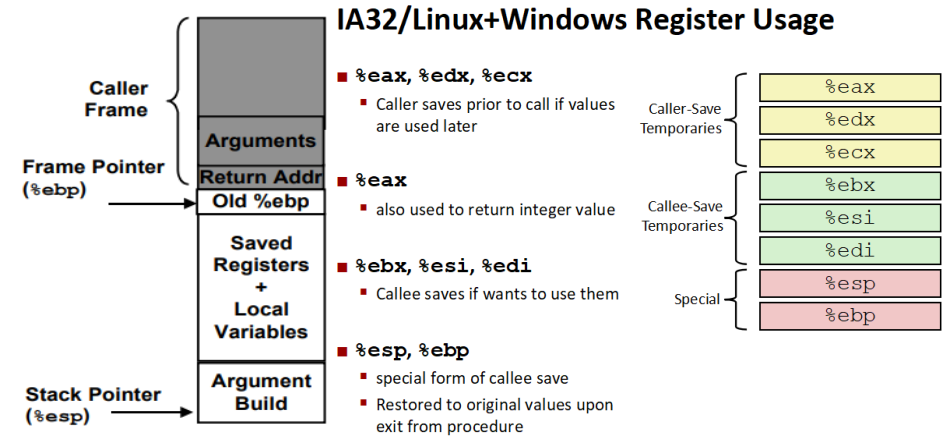 IA32/Linux+Windows Register Usage
Caller
Frame
Arguments
Return Addr
Frame Pointer
(%ebp)
Old %ebp
Saved
Registers
+
Local
Variables
Argument
Build
Stack Pointer
(%esp)
%eax, %edx, %ecx
Caller saves prior to call if values
are used later
%eax
also used to return integer value
%ebx, %esi, %edi
Callee saves if wants to use them
%esp, %ebp
special form of callee save
Restored to original values upon
exit from procedure
Caller-Save
Temporaries
%eax
%edx
%ecx
Callee-Save
Temporaries
%ebx
%esi
%edi
Special
%esp
%ebp